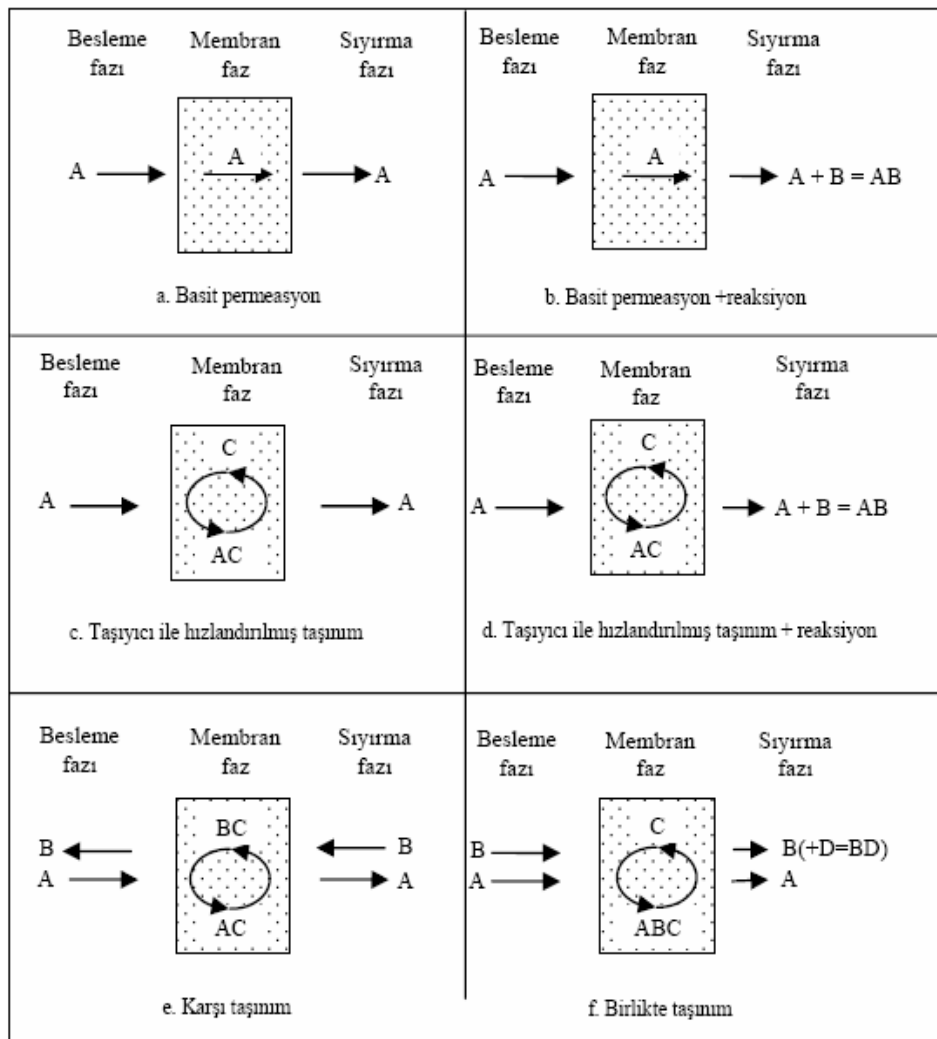 Besleme Membran Sıyırma
fazı faz fazı
A A A
a. Basit permeasyon
Besleme Membran Sıyırma
fazı faz fazı
A A A + B = AB
b. Basit permeasyon +reaksiyon
Besleme Membran Sıyırma
fazı faz fazı
C
A A
AC
c. Taşıyıcı ile hızlandırılmış taşınım
Besleme Membran Sıyırma
fazı faz fazı
C
A A + B = AB
AC
d. Taşıyıcı ile hızlandırılmış taşınım + reaksiyon
Besleme Membran Sıyırma
fazı faz fazı
BC
B B
A A
AC
e. Karşı taşınım
Besleme Membran Sıyırma
fazı faz fazı
C
B B(+D=BD)
A A
ABC
f. Birlikte taşınım